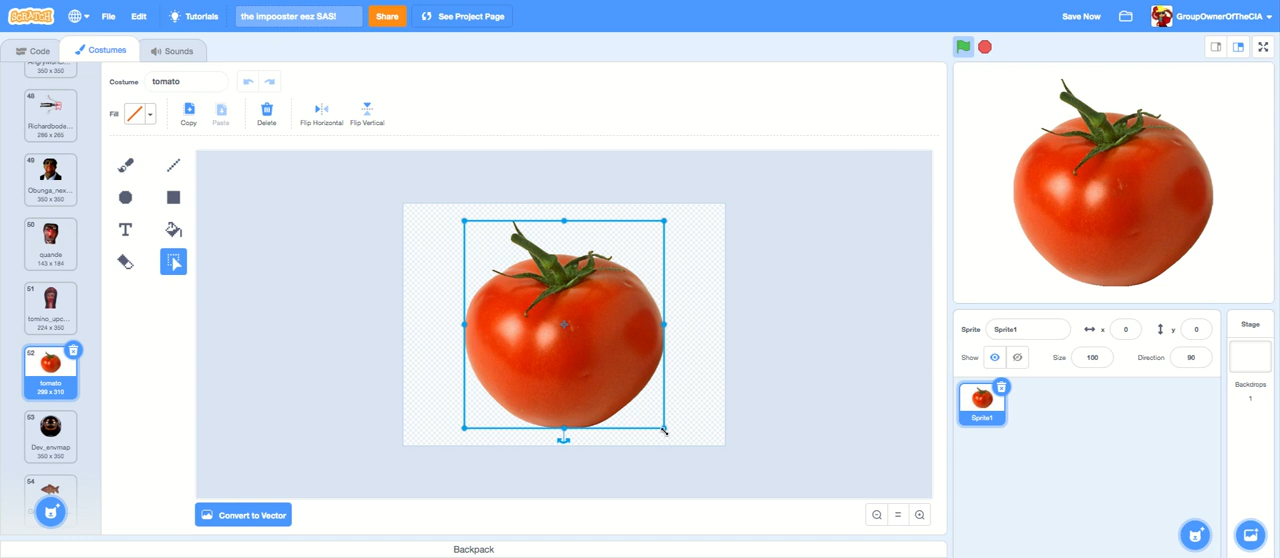 SCRATCH
File
Edit
Tutorials
the impooster eez SAS!
Share
See Project Page
Save Now
GroupOwnerOfTheCIA
Code
Costumes
Sounds
350 x 350
48
Richardbode...
286 x 265
49
Obunga_nex...
350 x 350
50
quande
143 x 184
51
tomino_upc...
224 x 350
52
tomato
299 x 310
53
Dev_envmap
350 x 350
54
Costume
tomato
Fill
Copy
Paste
Delete
Flip Horizontal
Flip Vertical
T
Convert to Vector
Backpack
Sprite
Sprite1
x
0
y
0
Show
Size
100
Direction
90
Sprite1
Stage
Backdrops
1